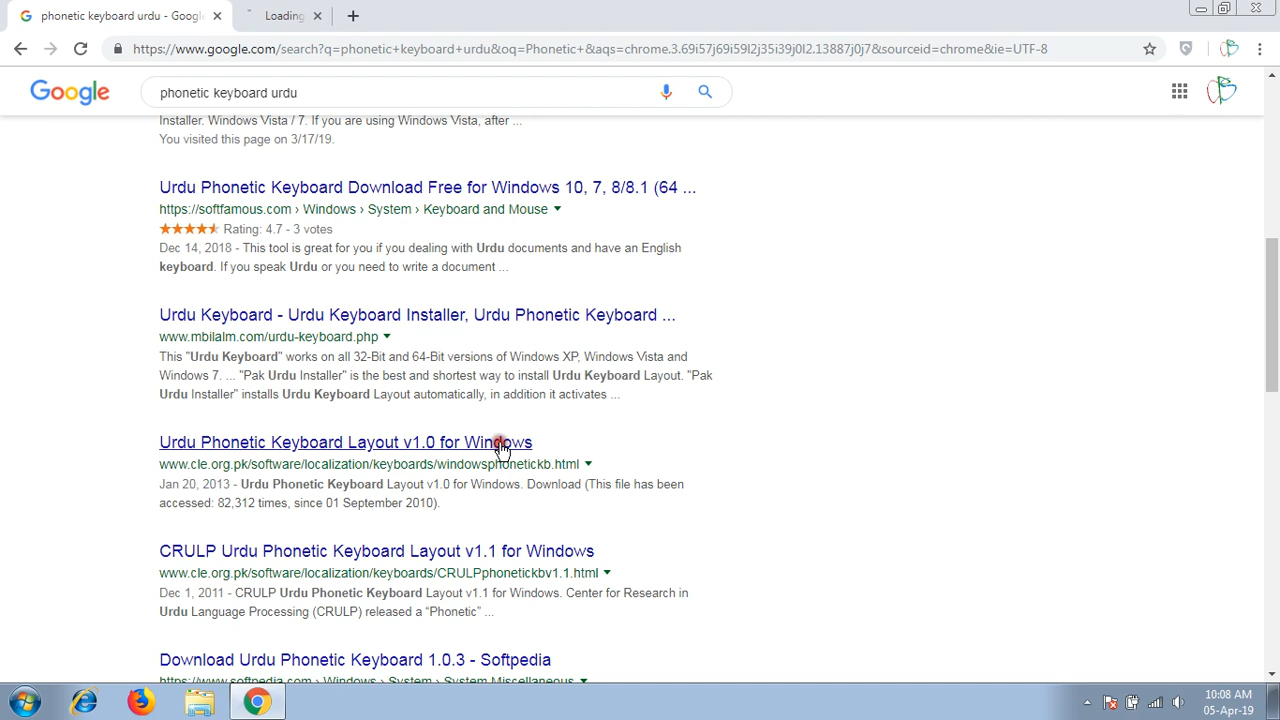 phonetic keyboard urdu - Google
Loading
https://www.google.com/search?q=phonetic+keyboard+urdu&oq=Phonetic+&aqs=chrome.3.69i57j69i59l2j35i39j0l2.13887j0j7&sourceid=chrome&ie=UTF-8
Google
phonetic keyboard urdu
Installer. Windows Vista / 7. If you are using Windows Vista, after ...
You visited this page on 3/17/19.
Urdu Phonetic Keyboard Download Free for Windows 10, 7, 8/8.1 (64 ...
https://softfamous.com › Windows › System › Keyboard and Mouse
Rating: 4.7 - 3 votes
Dec 14, 2018 - This tool is great for you if you dealing with Urdu documents and have an English
keyboard. If you speak Urdu or you need to write a document ...
Urdu Keyboard - Urdu Keyboard Installer, Urdu Phonetic Keyboard ...
www.mbilalm.com/urdu-keyboard.php
This "Urdu Keyboard" works on all 32-Bit and 64-Bit versions of Windows XP, Windows Vista and
Windows 7. ... "Pak Urdu Installer" is the best and shortest way to install Urdu Keyboard Layout. "Pak
Urdu Installer" installs Urdu Keyboard Layout automatically, in addition it activates ...
Urdu Phonetic Keyboard Layout v1.0 for Windows
www.cle.org.pk/software/localization/keyboards/windowsphonetickb.html
Jan 20, 2013 - Urdu Phonetic Keyboard Layout v1.0 for Windows. Download (This file has been
accessed: 82,312 times, since 01 September 2010).
CRULP Urdu Phonetic Keyboard Layout v1.1 for Windows
www.cle.org.pk/software/localization/keyboards/CRULPphonetickbv1.1.html
Dec 1, 2011 - CRULP Urdu Phonetic Keyboard Layout v1.1 for Windows. Center for Research in
Urdu Language Processing (CRULP) released a “Phonetic” ...
Download Urdu Phonetic Keyboard 1.0.3 - Softpedia
https://www.softpedia.com › Windows › System › System Miscellaneous
10:08 AM
05-Apr-19